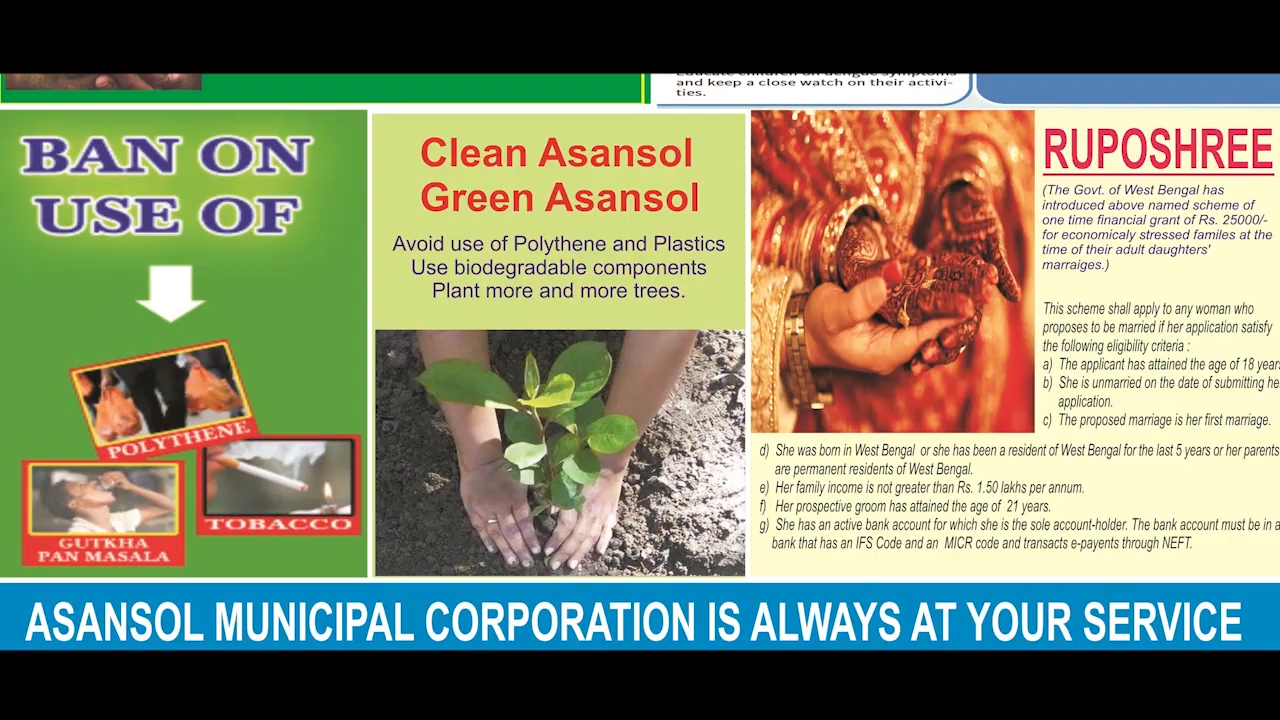 Educate children on dengue symptoms
and keep a close watch on their activi-
ties.
BAN ON
USE OF
POLYTHENE
TOBACCO
GUTKHA
PAN MASALA
Clean Asansol
Green Asansol
Avoid use of Polythene and Plastics
Use biodegradable components
Plant more and more trees.
RUPOSHREE
(The Govt. of West Bengal has
introduced above named scheme of
one time financial grant of Rs. 25000/-
for economicaly stressed familes at the
time of their adult daughters'
marraiges.)
This scheme shall apply to any woman who
proposes to be married if her application satisfy
the following eligibility criteria :
a) The applicant has attained the age of 18 years
b) She is unmarried on the date of submitting he
application.
c) The proposed marriage is her first marriage.
d) She was born in West Bengal or she has been a resident of West Bengal for the last 5 years or her parents
are permanent residents of West Bengal.
e) Her family income is not greater than Rs. 1.50 lakhs per annum.
f) Her prospective groom has attained the age of 21 years.
g) She has an active bank account for which she is the sole account-holder. The bank account must be in a
bank that has an IFS Code and an MICR code and transacts e-payents through NEFT.
ASANSOL MUNICIPAL CORPORATION IS ALWAYS AT YOUR SERVICE